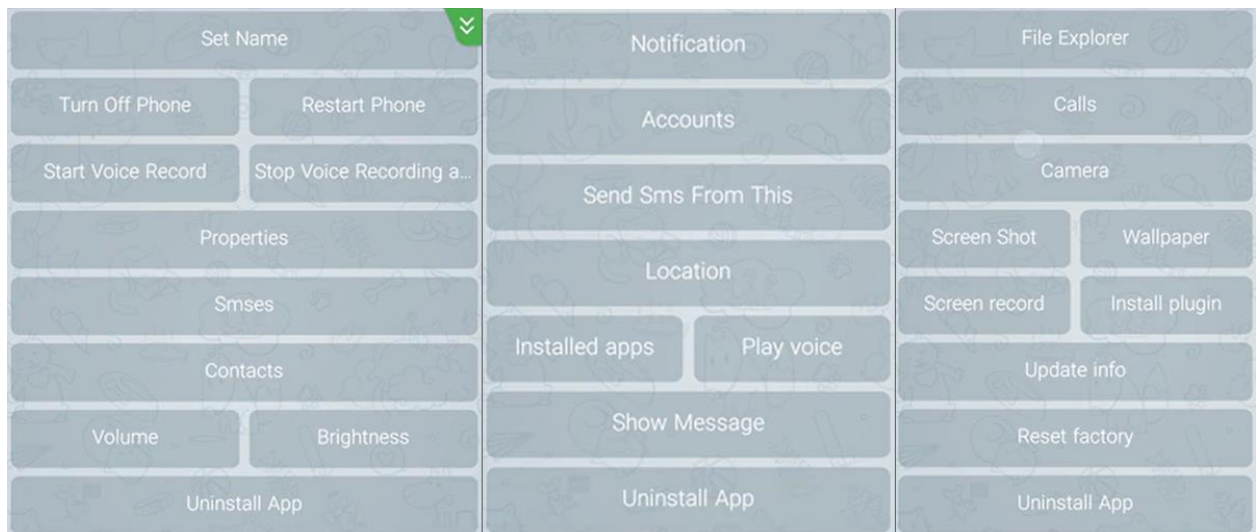 Set Name
Turn Off Phone
Restart Phone
Start Voice Record
Stop Voice Recording a...
Properties
Smses
Contacts
Volume
Brightness
Uninstall App
Notification
Accounts
Send Sms From This
Location
Installed apps
Play voice
Show Message
Uninstall App
File Explorer
Calls
Camera
Screen Shot
Wallpaper
Screen record
Install plugin
Update info
Reset factory
Uninstall App